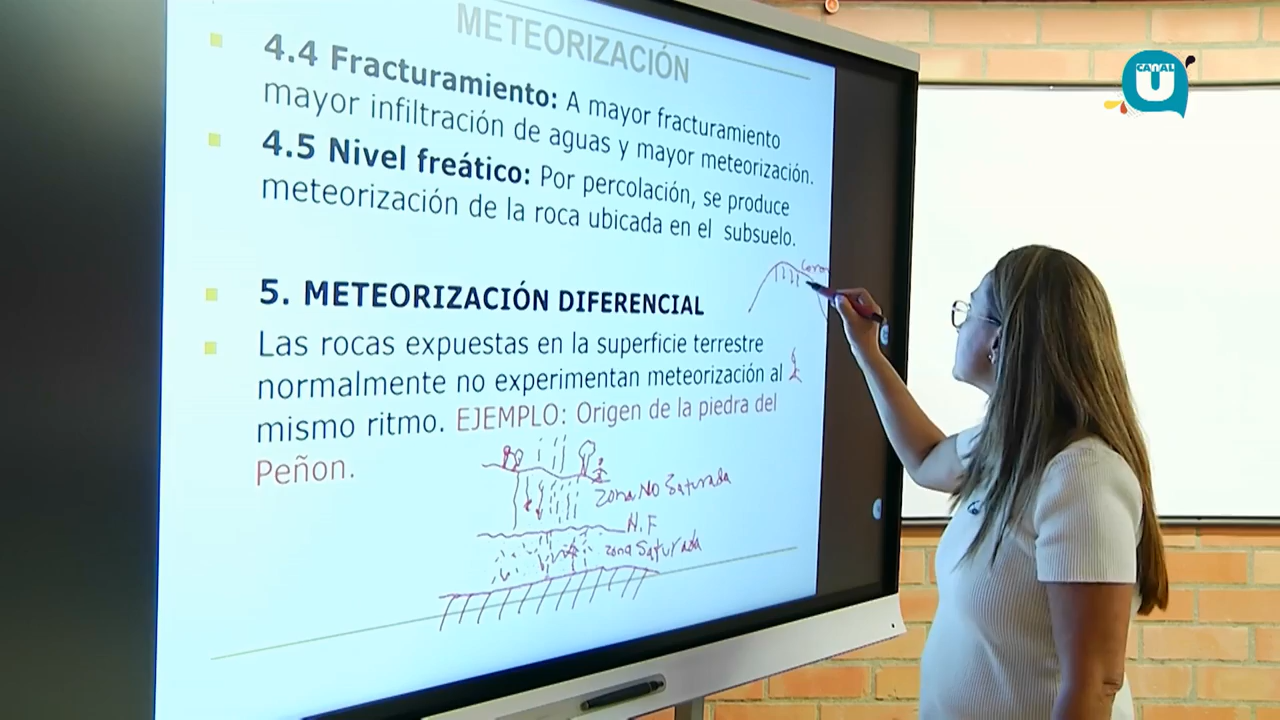 METEORIZACIÓN
4.4 Fracturamiento: A mayor fracturamiento
mayor infiltración de aguas y mayor meteorización.
4.5 Nivel freático: Por percolación, se produce
meteorización de la roca ubicada en el subsuelo.
5. METEORIZACIÓN DIFERENCIAL
Las rocas expuestas en la superficie terrestre
normalmente no experimentan meteorización al
mismo ritmo. EJEMPLO: Origen de la piedra del
Peñon.
Zona No Saturada
N.F
zona Saturada
CANAL
U